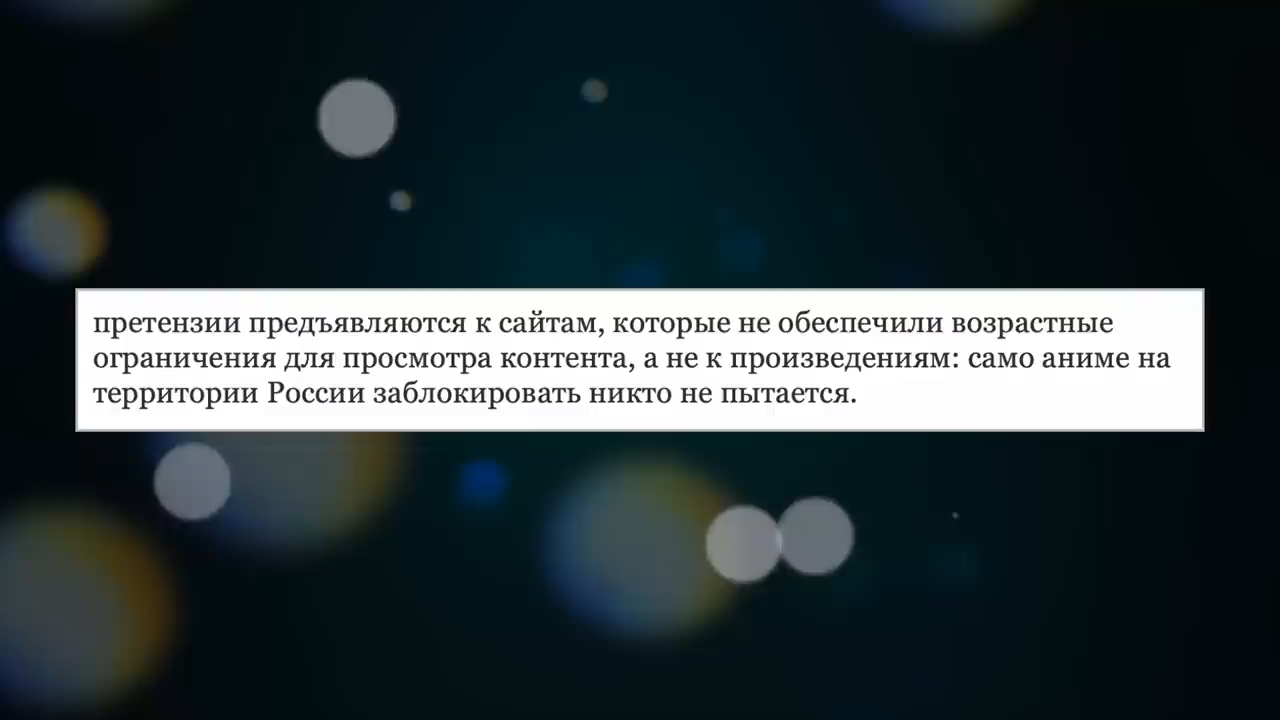 претензии предъявляются к сайтам, которые не обеспечили возрастные
ограничения для просмотра контента, а не к произведениям: само аниме на
территории России заблокировать никто не пытается.